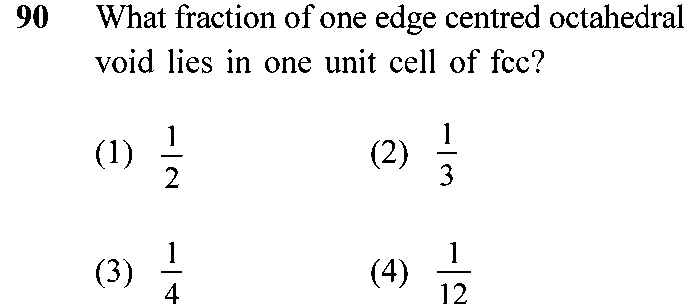 90 What fraction of one edge centred octahedral
void lies in one unit cell of fcc?
(1) 1/2 (2) 1/3
(3) 1/4 (4) 1/12